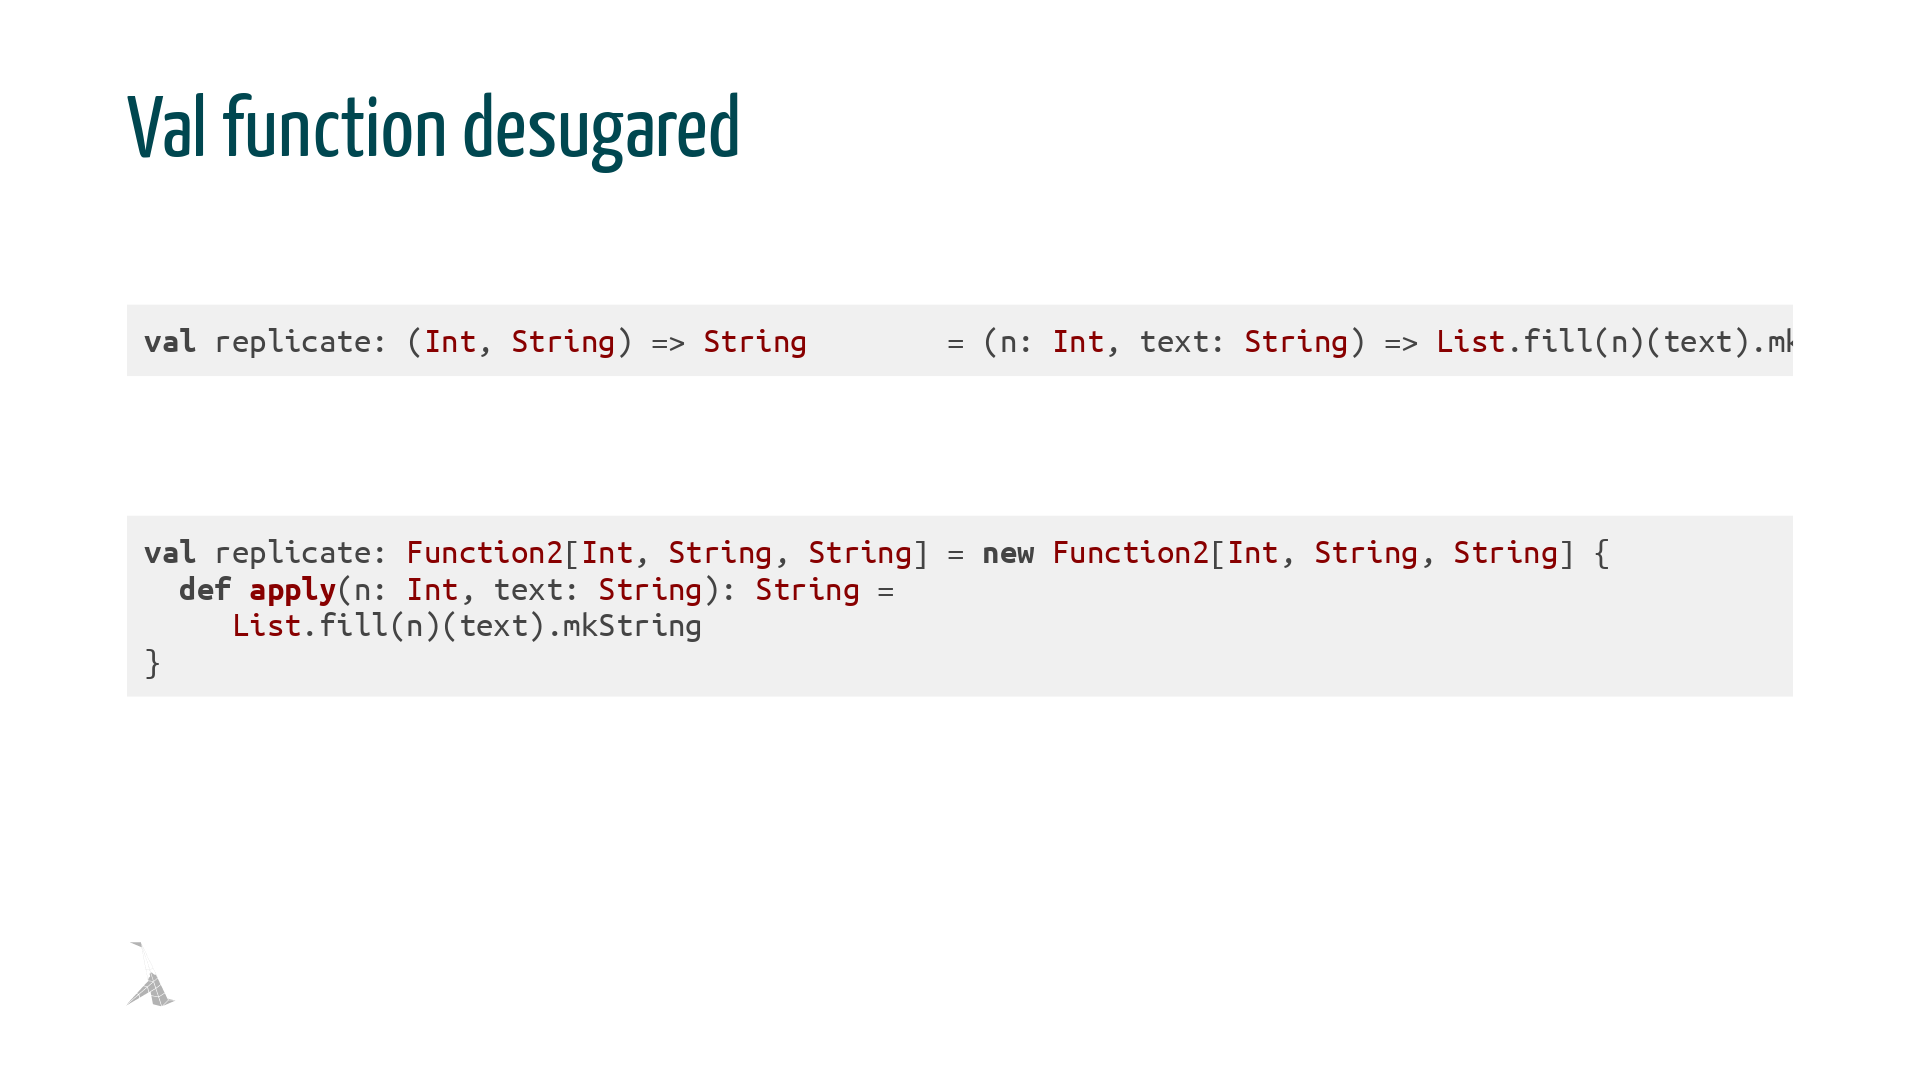 Val function desugared
val replicate: (Int, String) => String        = (n: Int, text: String) => List.fill(n)(text).mk
val replicate: Function2[Int, String, String] = new Function2[Int, String, String] {
  def apply(n: Int, text: String): String =
     List.fill(n)(text).mkString
}